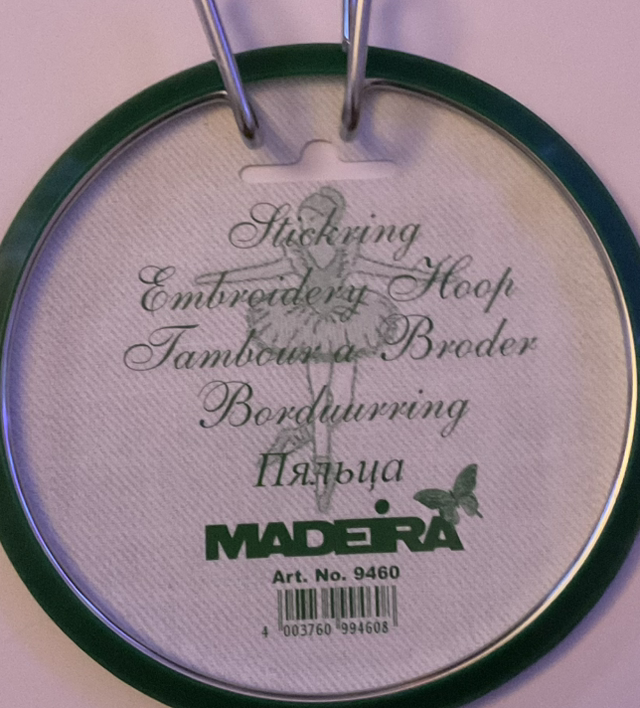 Stickring
Embroidery Hoop
Tambour a Broder
Borduurring
Пяльца
MADEIRA
Art. No. 9460
4 003760 994608